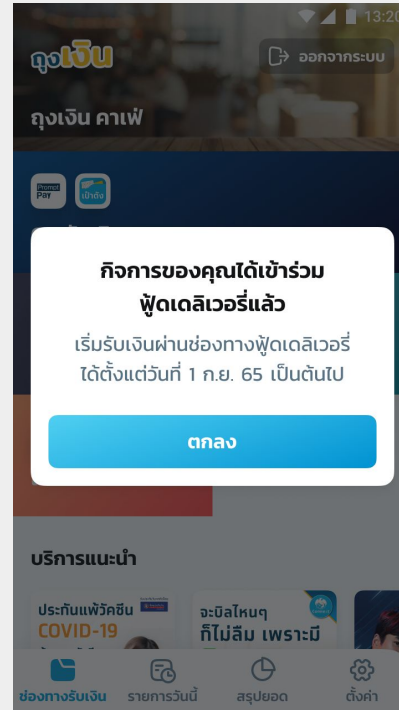 13:20
ถุงเงิน
ออกจากระบบ
ถุงเงิน คาเฟ่
Prompt
Pay
เป๋าตัง
กิจการของคุณได้เข้าร่วม
ฟู้ดเดลิเวอรี่แล้ว
เริ่มรับเงินผ่านช่องทางฟู้ดเดลิเวอรี่
ได้ตั้งแต่วันที่ 1 ก.ย. 65 เป็นต้นไป
ตกลง
บริการแนะนำ
ประกันแพ้วัคซีน
COVID-19
จะบิลไหนๆ
ก็ไม่ลืม เพราะมี
ช่องทางรับเงิน
รายการวันนี้
สรุปยอด
ตั้งค่า